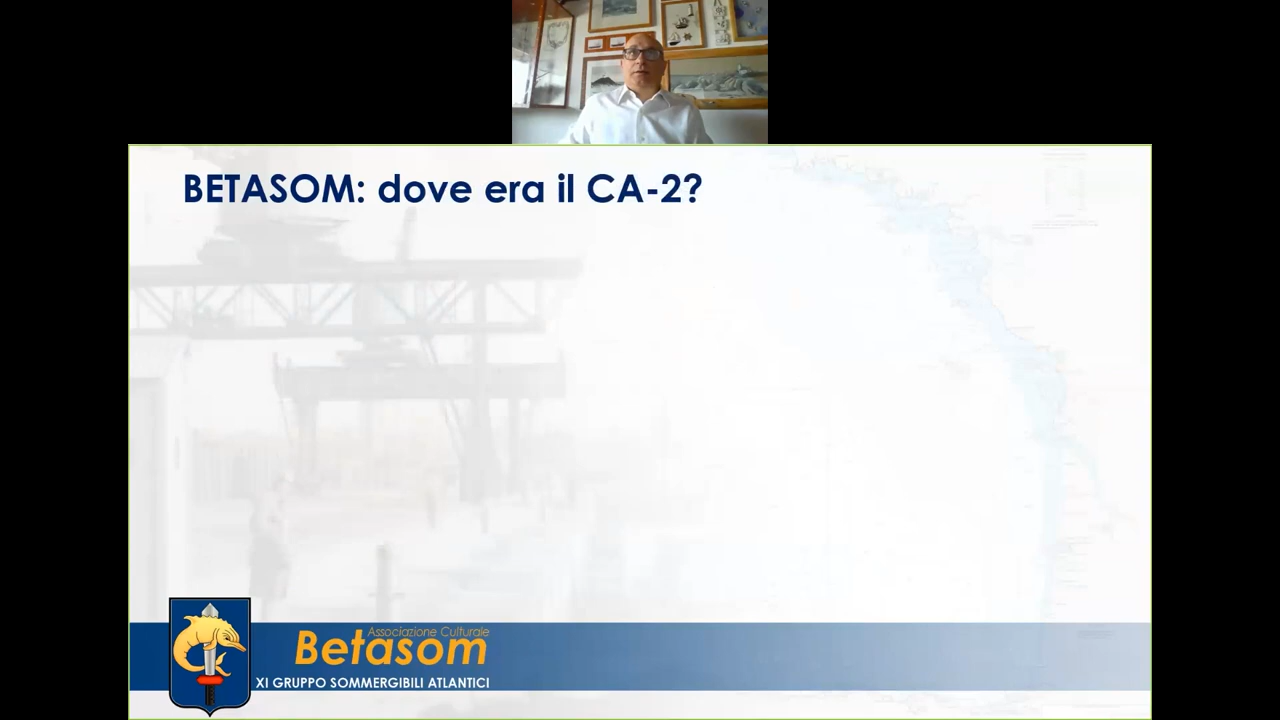 BETASOM: dove era il CA-2?
Associazione Culturale
Betasom
XI GRUPPO SOMMERGIBILI ATLANTICI